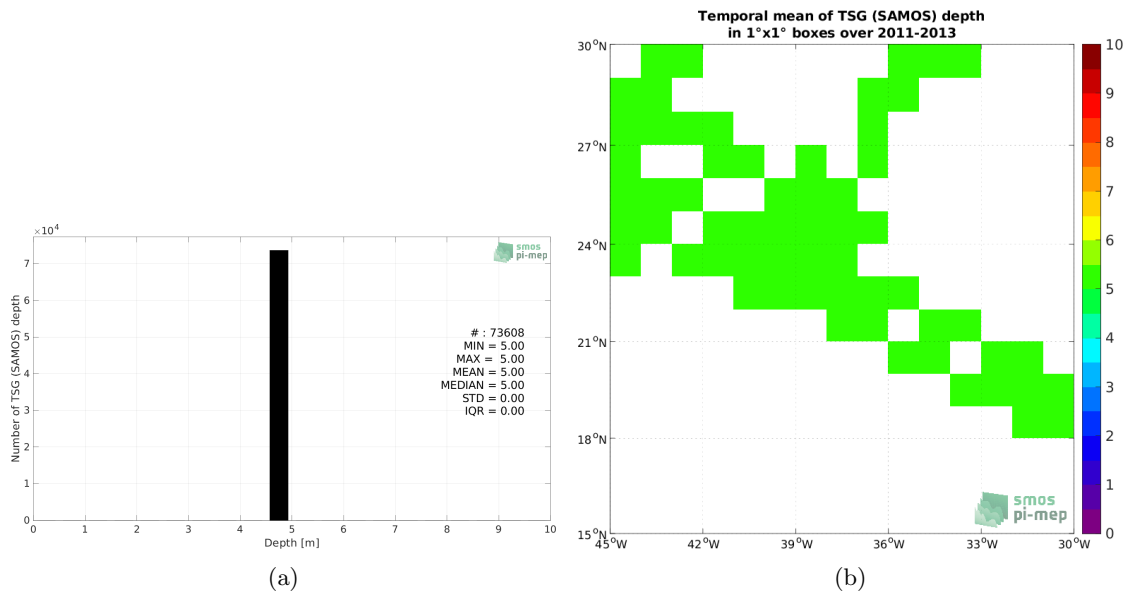 ×10⁴
7
6
5
4
3
2
1
0
Number of TSG (SAMOS) depth
0 1 2 3 4 5 6 7 8 9 10
Depth [m]
smos
pi-mep
# : 73608
MIN = 5.00
MAX = 5.00
MEAN = 5.00
MEDIAN = 5.00
STD = 0.00
IQR = 0.00
(a)
Temporal mean of TSG (SAMOS) depth
in 1°x1° boxes over 2011-2013
30°N
27°N
24°N
21°N
18°N
15°N
45°W 42°W 39°W 36°W 33°W 30°W
smos
pi-mep
10
9
8
7
6
5
4
3
2
1
0
(b)